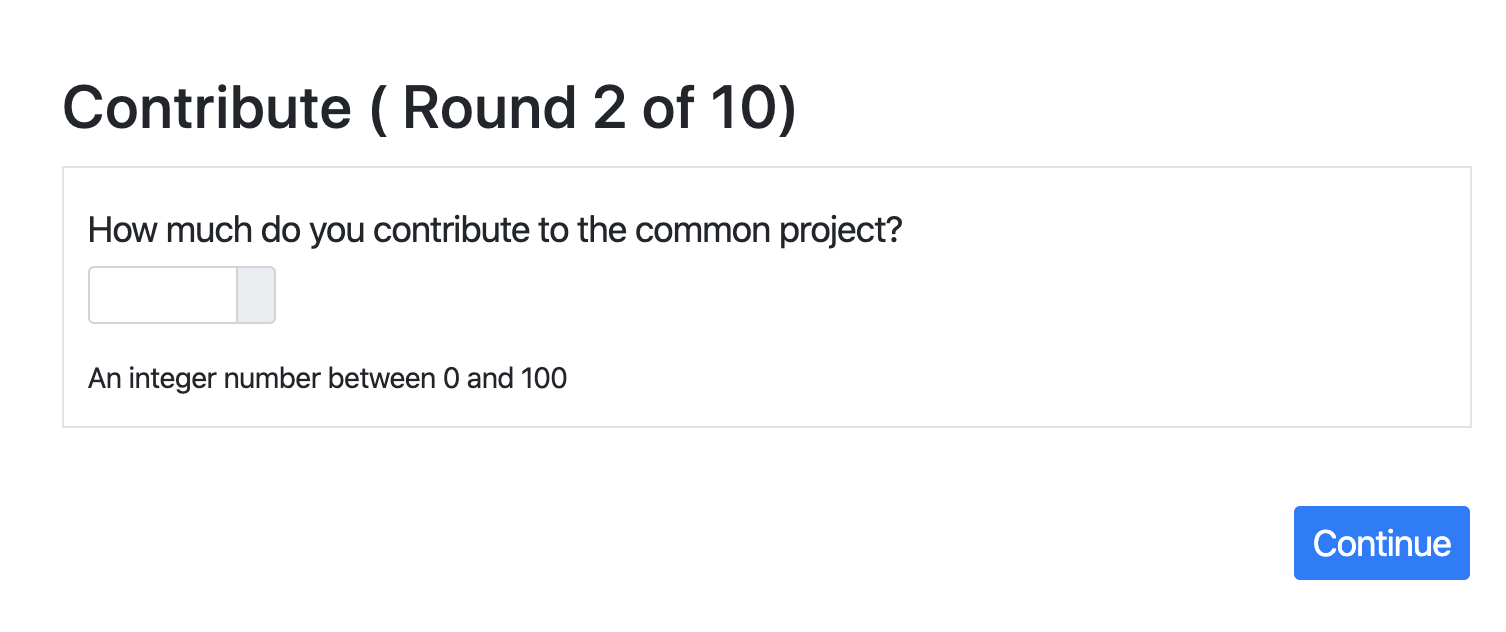 Contribute ( Round 2 of 10)
How much do you contribute to the common project?
An integer number between 0 and 100
Continue